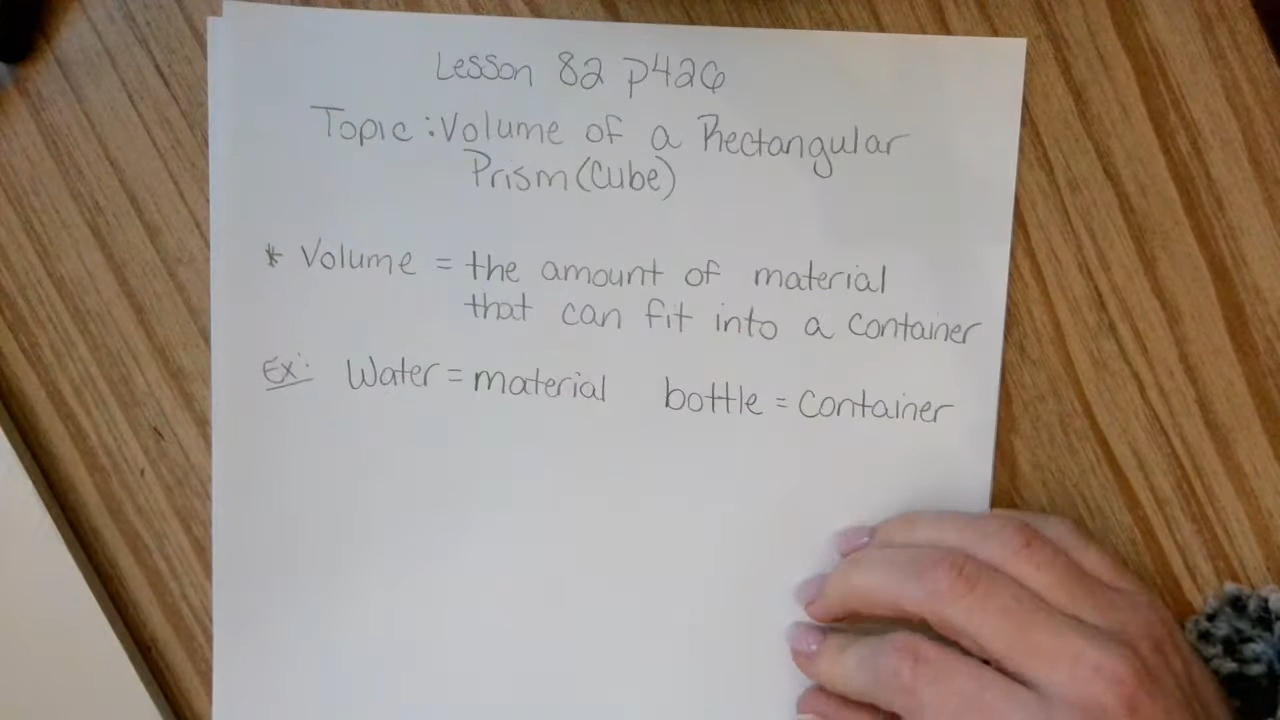 Lesson 82 p426
Topic: Volume of a Rectangular
Prism (Cube)
* Volume = the amount of material
that can fit into a container
Ex: Water = material bottle = container